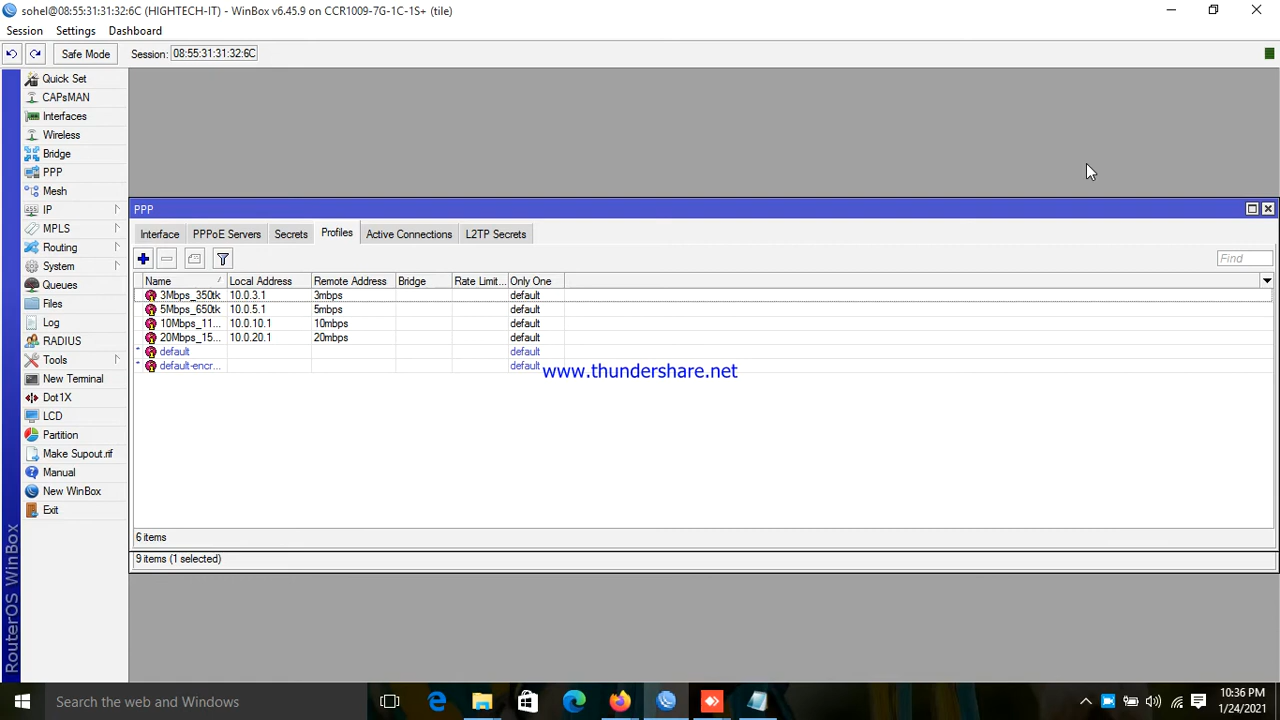 sohel@08:55:31:31:32:6C (HIGHTECH-IT) - WinBox v6.45.9 on CCR1009-7G-1C-1S+ (tile)
Session Settings Dashboard
Safe Mode Session: 08:55:31:31:32:6C
Quick Set
CAPsMAN
Interfaces
Wireless
Bridge
PPP
Mesh
IP
MPLS
Routing
System
Queues
Files
Log
RADIUS
Tools
New Terminal
Dot1X
LCD
Partition
Make Supout.rif
Manual
New WinBox
Exit
RouterOS WinBox
PPP
Interface PPPoE Servers Secrets Profiles Active Connections L2TP Secrets
Find
Name / Local Address Remote Address Bridge Rate Limit... Only One
3Mbps_350tk 10.0.3.1 3mbps default
5Mbps_650tk 10.0.5.1 5mbps default
10Mbps_11... 10.0.10.1 10mbps default
20Mbps_15... 10.0.20.1 20mbps default
* default default
* default-encr... default
www.thundershare.net
6 items
9 items (1 selected)
Search the web and Windows
10:36 PM
1/24/2021